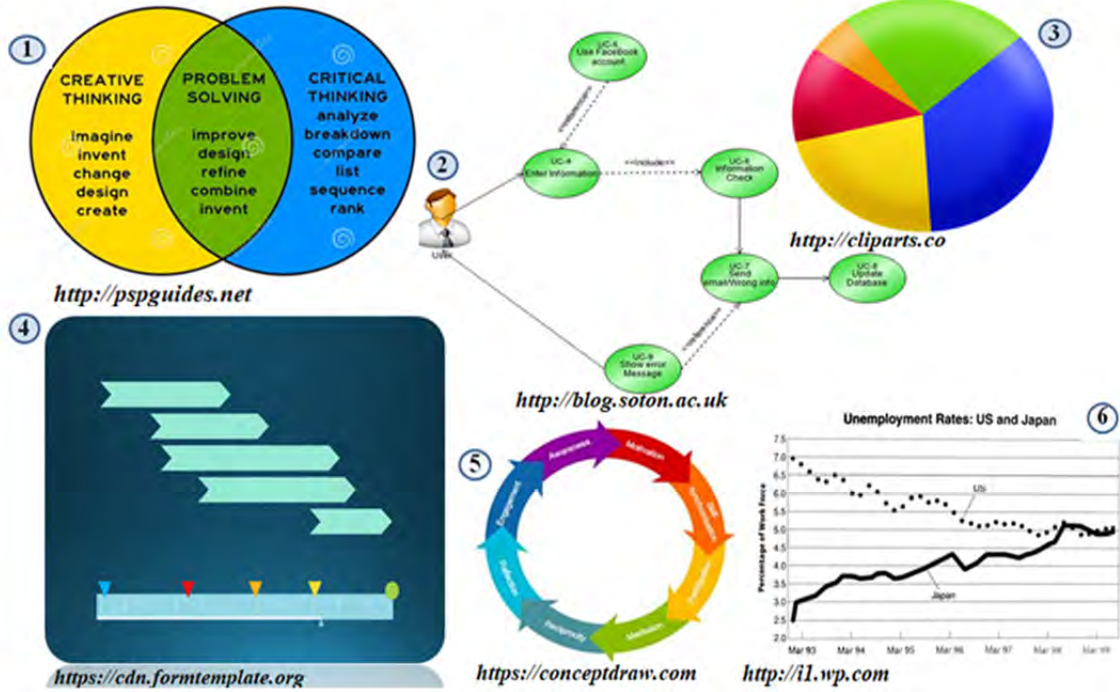 1
CREATIVE
THINKING
imagine
invent
change
design
create
PROBLEM
SOLVING
improve
design
refine
combine
invent
CRITICAL
THINKING
analyze
breakdown
compare
list
sequence
rank
http://pspguides.net
2
User
Use Facebook
account
UC-4
Enter Information
<<include>>
Information
Check
UC-7
Send
email/Wrong info
Update
Database
UC-9
Show error
Message
http://blog.soton.ac.uk
3
http://cliparts.co
4
https://cdn.formtemplate.org
5
Awareness
Motivation
Meditation
Reciprocity
Reflection
Engagement
https://conceptdraw.com
6
Unemployment Rates: US and Japan
Percentage of Work Force
7.5
7.0
6.5
6.0
5.5
5.0
4.5
4.0
3.5
3.0
2.5
2.0
US
Japan
Mar 93 Mar 94 Mar 95 Mar 96 Mar 97 Mar 98 Mar 99
http://i1.wp.com